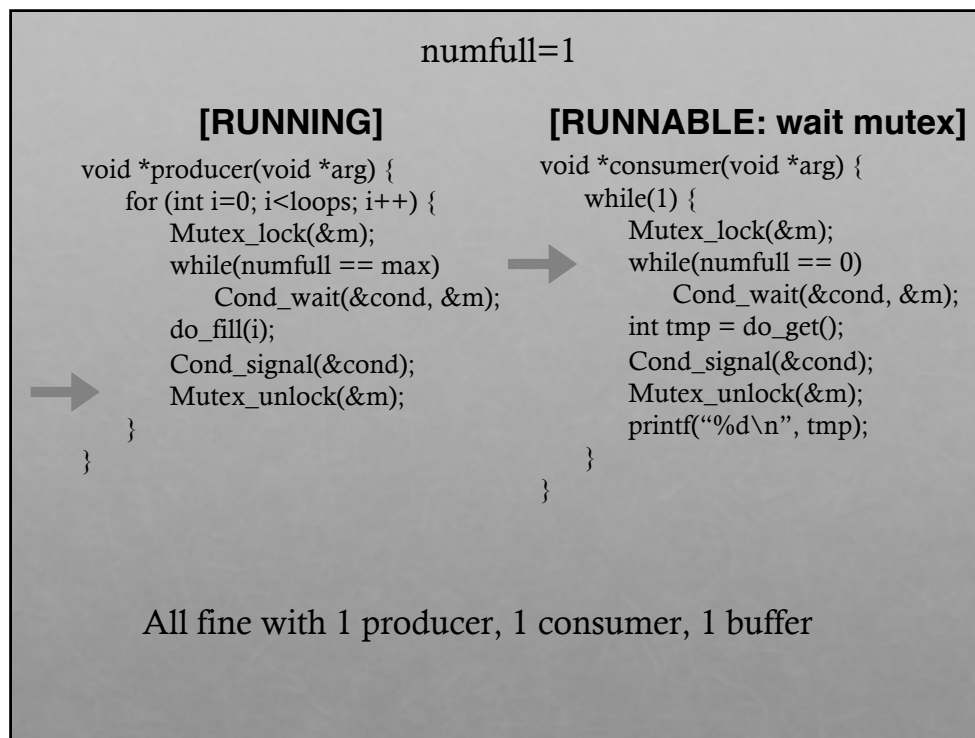 numfull=1
[RUNNING]
void *producer(void *arg) {
for (int i=0; i<loops; i++) {
Mutex_lock(&m);
while(numfull == max)
Cond_wait(&cond, &m);
do_fill(i);
Cond_signal(&cond);
Mutex_unlock(&m);
}
}
[RUNNABLE: wait mutex]
void *consumer(void *arg) {
while(1) {
Mutex_lock(&m);
while(numfull == 0)
Cond_wait(&cond, &m);
int tmp = do_get();
Cond_signal(&cond);
Mutex_unlock(&m);
printf(“%d\n”, tmp);
}
}
All fine with 1 producer, 1 consumer, 1 buffer